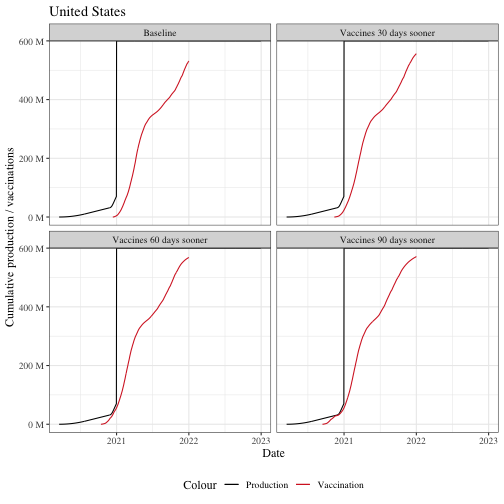 United States
Baseline
Vaccines 30 days sooner
600 M
400 M
200 M
0 M
Vaccines 60 days sooner
Vaccines 90 days sooner
600 M
400 M
200 M
0 M
2021 2022 2023 2021 2022 2023
Cumulative production / vaccinations
Date
Colour Production Vaccination